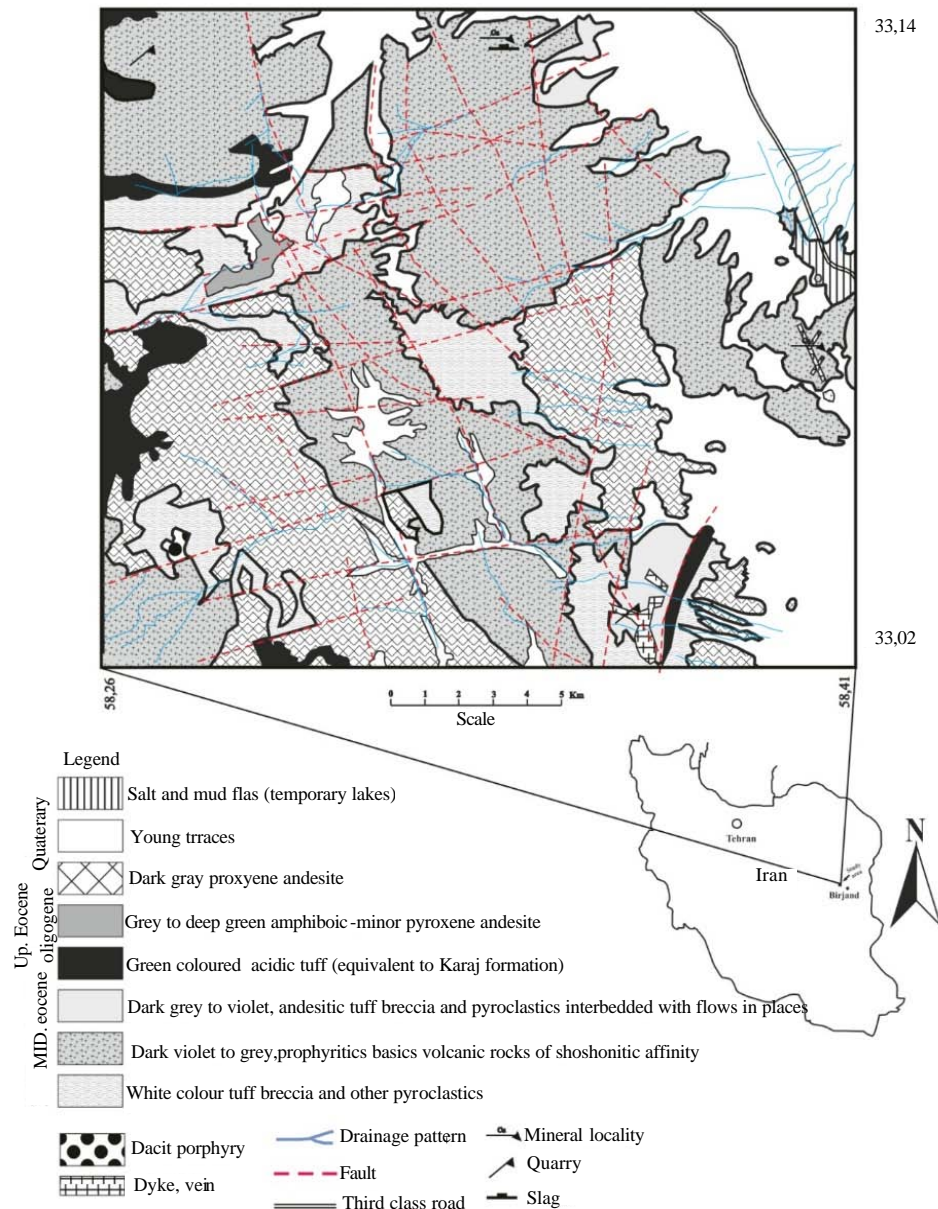 33,14
Cu
33,02
58,26
58,41
0 1 2 3 4 5 Km
Scale
Legend
Quaterary
Up. Eocene
oligogene
MID. eocene
Salt and mud flas (temporary lakes)
Young trraces
Dark gray proxyene andesite
Grey to deep green amphiboic-minor pyroxene andesite
Green coloured acidic tuff (equivalent to Karaj formation)
Dark grey to violet, andesitic tuff breccia and pyroclastics interbedded with flows in places
Dark violet to grey,prophyritics basics volcanic rocks of shoshonitic affinity
White colour tuff breccia and other pyroclastics
Tehran
Iran
Study
area
Birjand
N
Dacit porphyry
Dyke, vein
Drainage pattern
Fault
Third class road
Cu
Mineral locality
Quarry
Slag